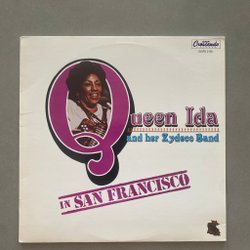 Crescendo
Queen Ida
and her Zydeco Band
IN SAN FRANCISCO